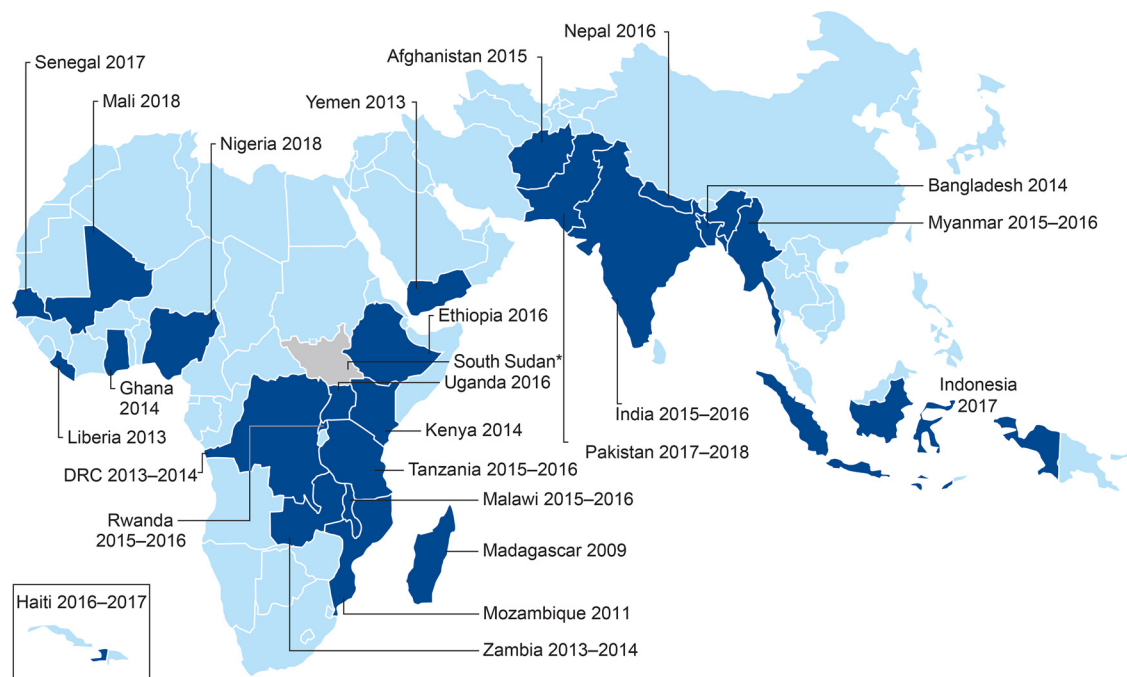 Nepal 2016
Afghanistan 2015
Senegal 2017
Mali 2018
Yemen 2013
Nigeria 2018
Bangladesh 2014
Myanmar 2015–2016
Ethiopia 2016
South Sudan*
Uganda 2016
Ghana
2014
Indonesia
2017
India 2015–2016
Liberia 2013
Kenya 2014
Pakistan 2017–2018
DRC 2013–2014
Tanzania 2015–2016
Malawi 2015–2016
Rwanda
2015–2016
Madagascar 2009
Haiti 2016–2017
Mozambique 2011
Zambia 2013–2014